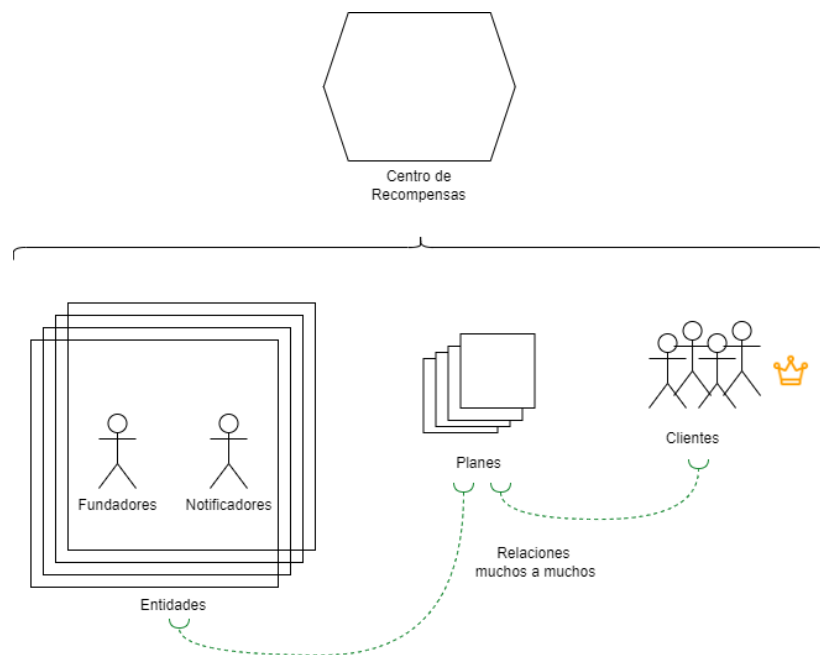 Centro de
Recompensas
Fundadores
Notificadores
Entidades
Planes
Clientes
Relaciones
muchos a muchos